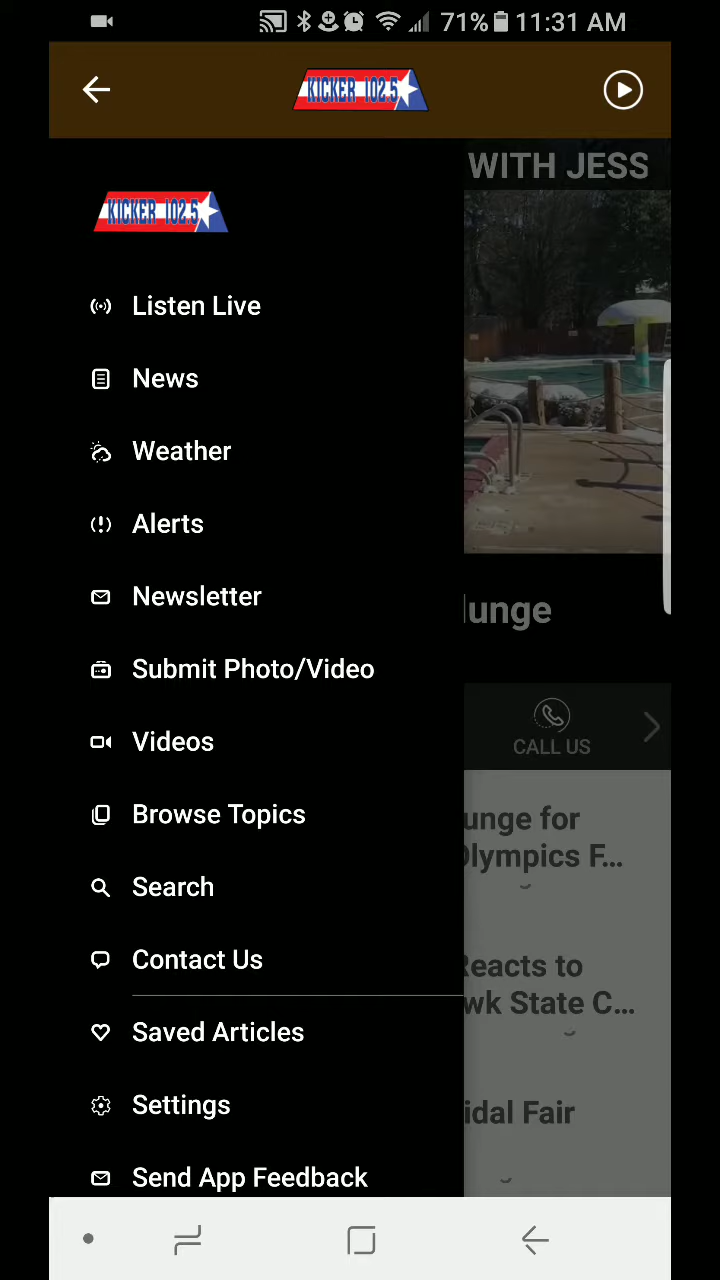 71% 11:31 AM
KICKER 102.5
WITH JESS
KICKER 102.5
Listen Live
News
Weather
Alerts
Newsletter
lunge
Submit Photo/Video
Videos
CALL US
Browse Topics
unge for
Olympics F...
Search
Contact Us
Reacts to
wk State C...
Saved Articles
Settings
idal Fair
Send App Feedback